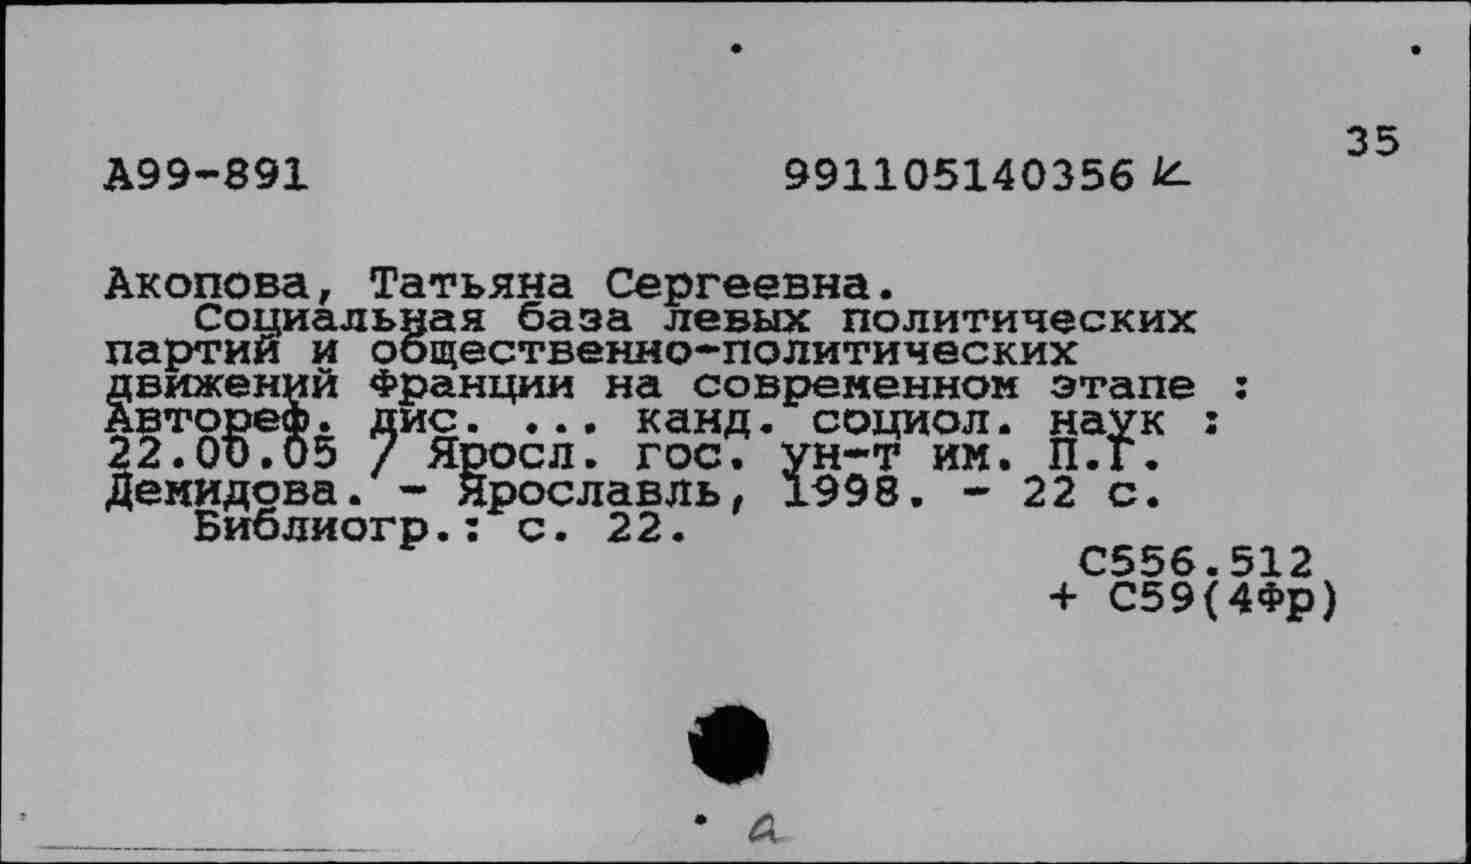 35
А99-891 991105140356 к
Акопова, Татьяна Сергеевна.
Социальная база левых политических
партий и общественно-политических
движений Франции на современном этапе :
Автореф. дис. ... канд. социол. наук :
22.00.05 / Яросл. гос. ун-т им. П.Г.
Демидова. - Ярославль, 1998. - 22 с.
Библиогр.: с. 22.
С556.512
+ С59(4Фр)
а